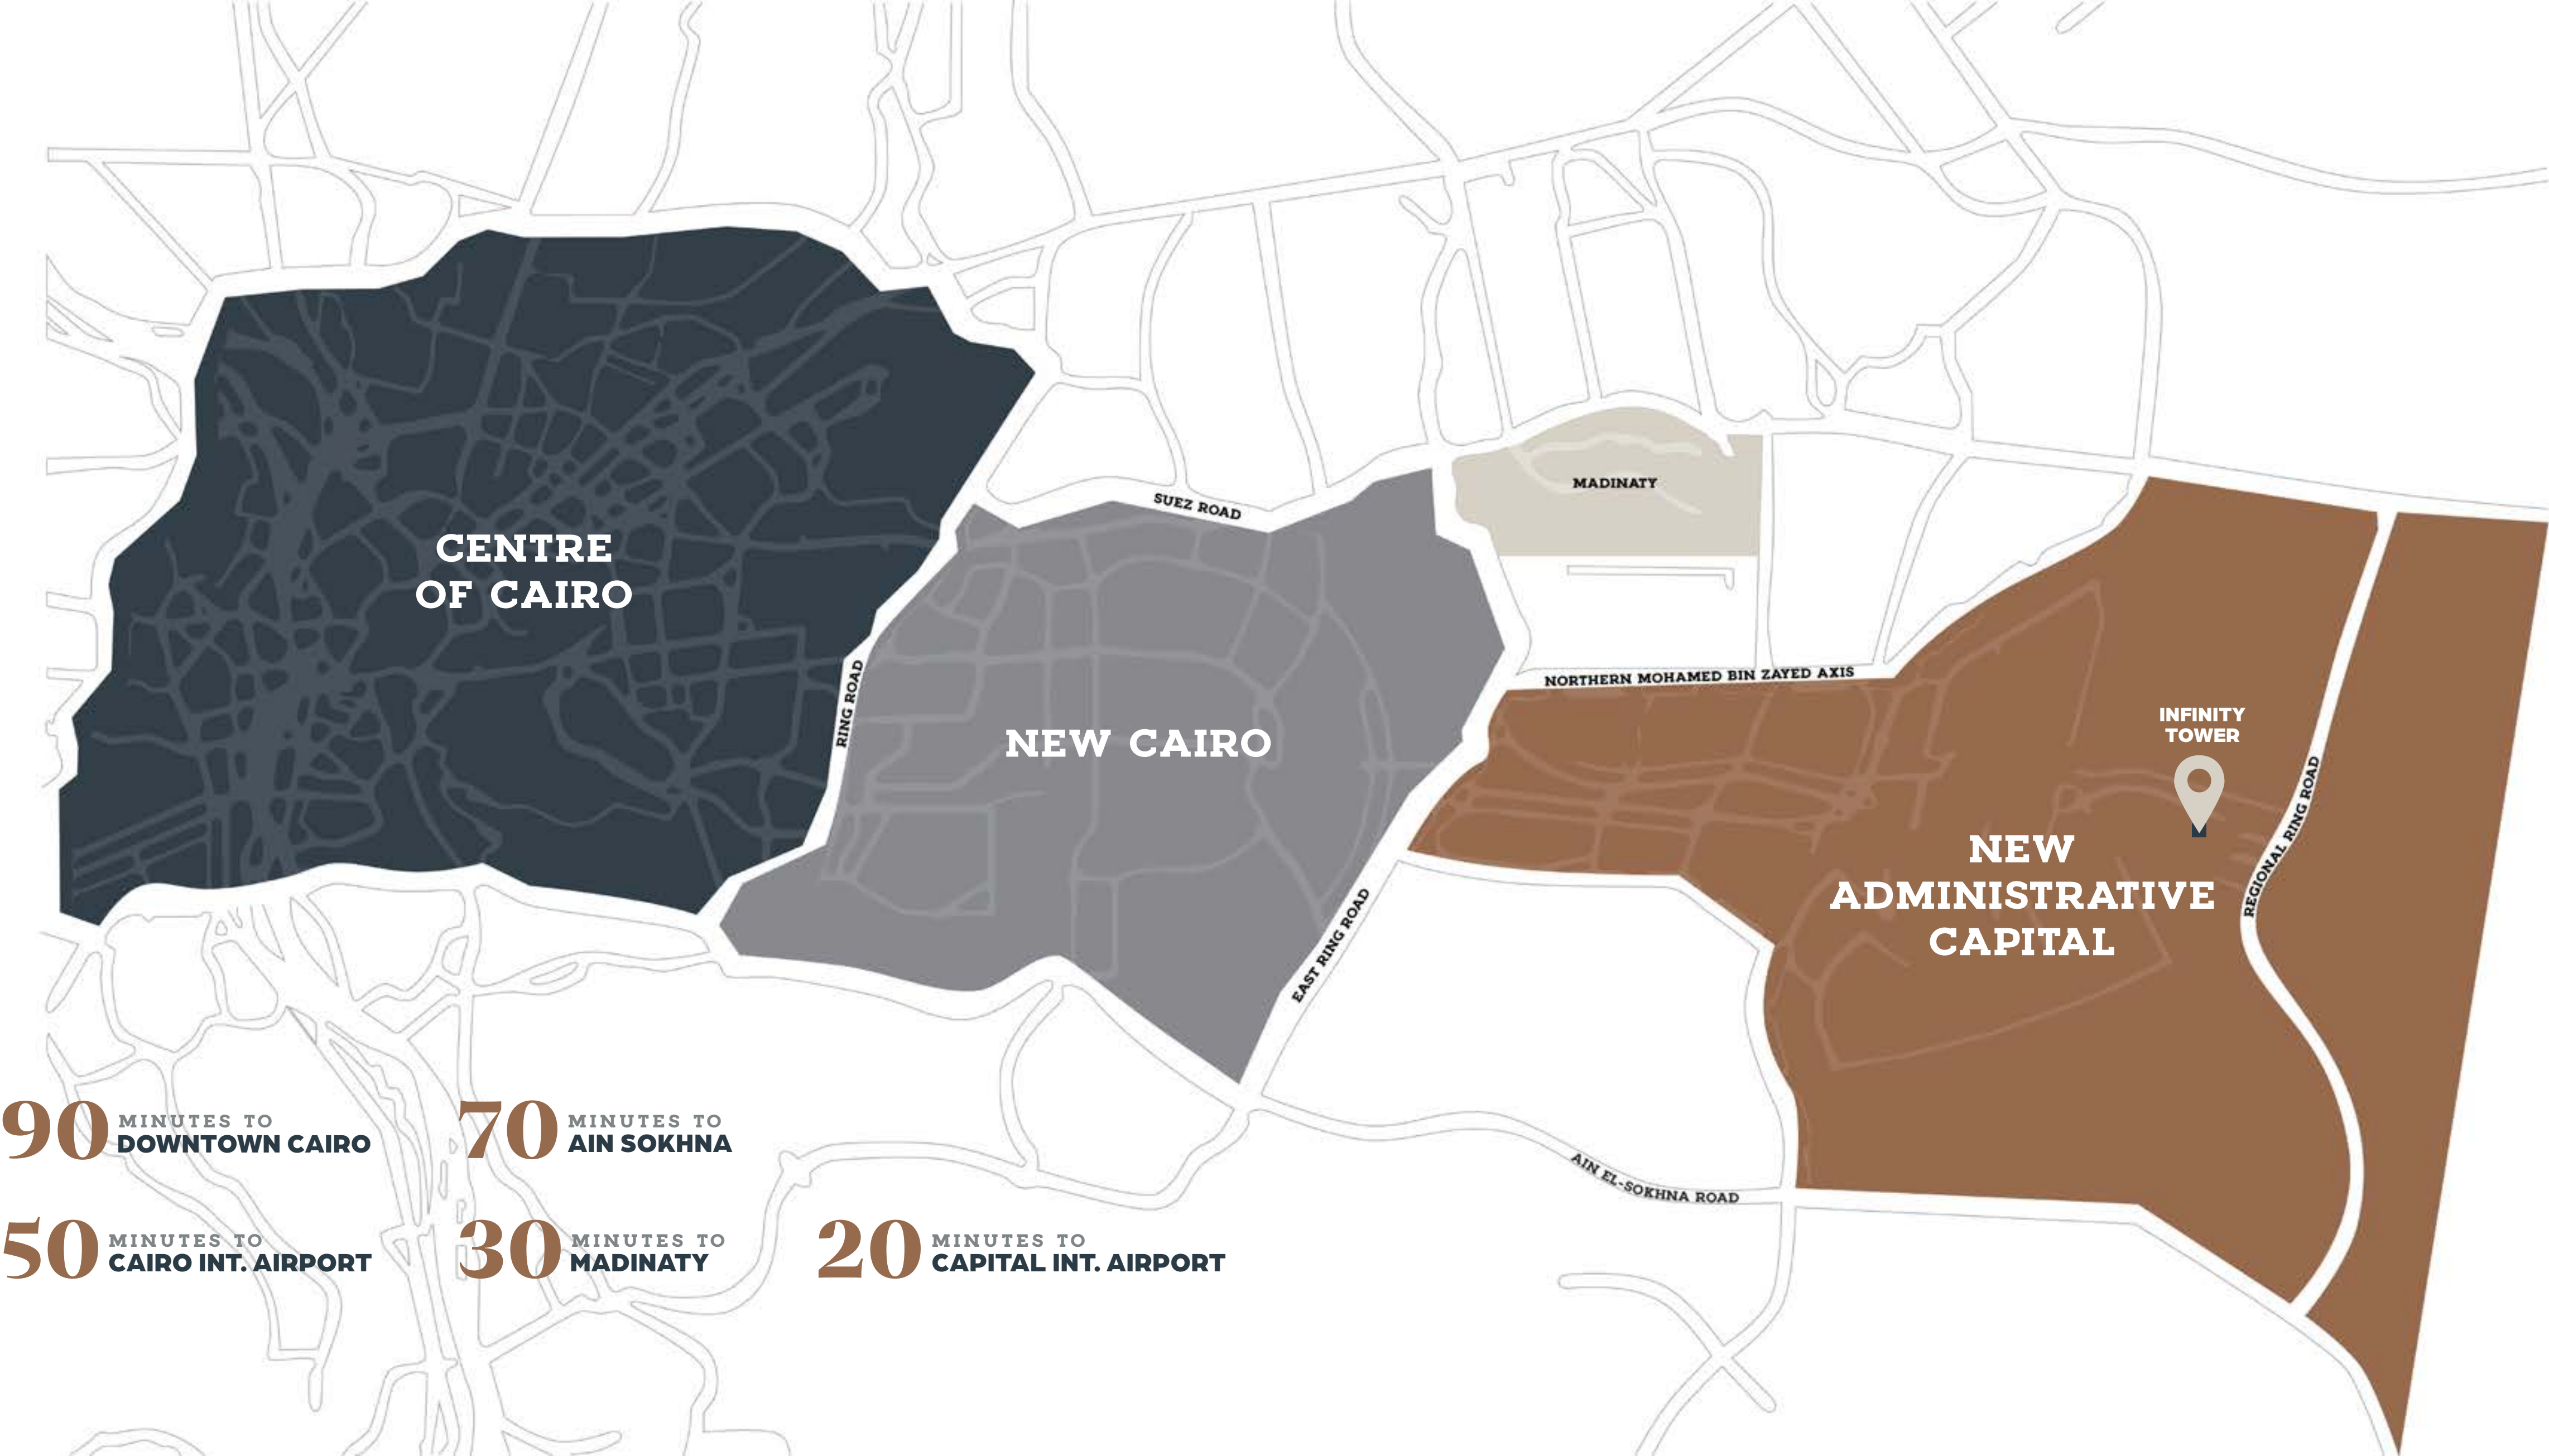 CENTRE
OF CAIRO
SUEZ ROAD
MADINATY
RING ROAD
NEW CAIRO
NORTHERN MOHAMED BIN ZAYED AXIS
INFINITY
TOWER
REGIONAL RING ROAD
NEW
ADMINISTRATIVE
CAPITAL
EAST RING ROAD
AIN EL-SOKHNA ROAD
90 MINUTES TO
DOWNTOWN CAIRO
70 MINUTES TO
AIN SOKHNA
50 MINUTES TO
CAIRO INT. AIRPORT
30 MINUTES TO
MADINATY
20 MINUTES TO
CAPITAL INT. AIRPORT